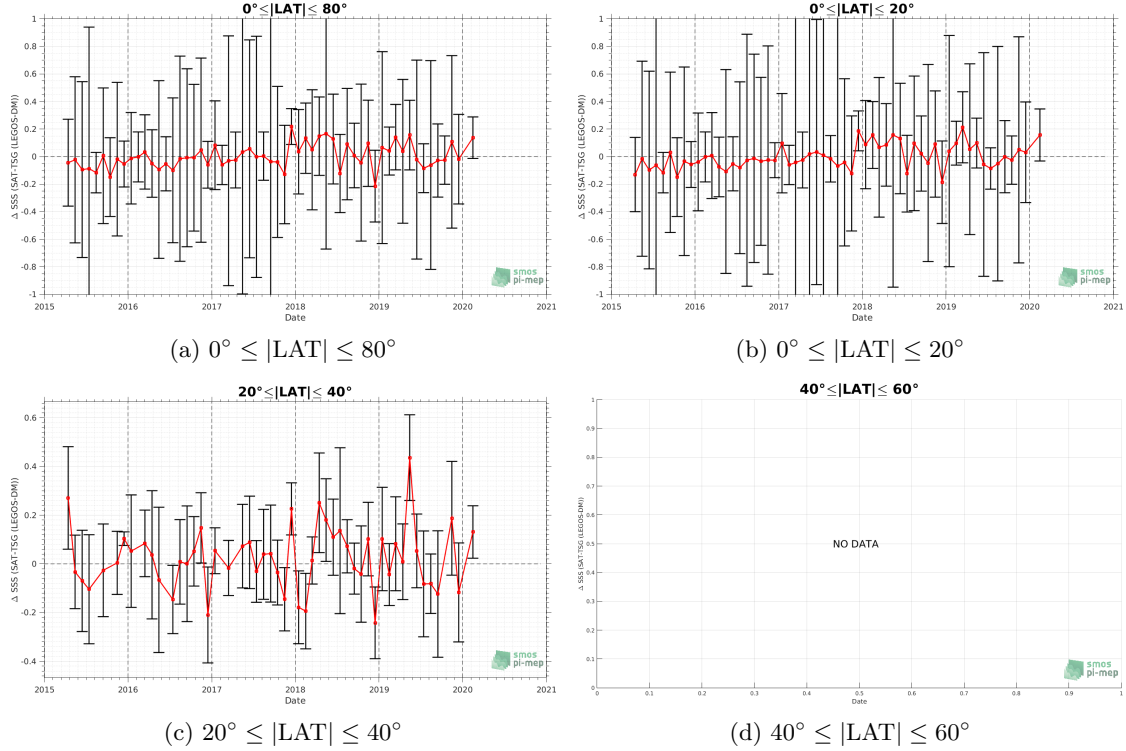 0°≤|LAT|≤ 80°
Δ SSS (SAT-TSG (LEGOS-DM))
1
0.8
0.6
0.4
0.2
0
-0.2
-0.4
-0.6
-0.8
-1
2015 2016 2017 2018 2019 2020 2021
Date
smos
pi-mep
(a) 0° ≤ |LAT| ≤ 80°
0°≤|LAT|≤ 20°
Δ SSS (SAT-TSG (LEGOS-DM))
1
0.8
0.6
0.4
0.2
0
-0.2
-0.4
-0.6
-0.8
-1
2015 2016 2017 2018 2019 2020 2021
Date
smos
pi-mep
(b) 0° ≤ |LAT| ≤ 20°
20°≤|LAT|≤ 40°
Δ SSS (SAT-TSG (LEGOS-DM))
0.6
0.4
0.2
0
-0.2
-0.4
2015 2016 2017 2018 2019 2020 2021
Date
smos
pi-mep
(c) 20° ≤ |LAT| ≤ 40°
40°≤|LAT|≤ 60°
Δ SSS (SAT-TSG (LEGOS-DM))
1
0.9
0.8
0.7
0.6
0.5
0.4
0.3
0.2
0.1
0
NO DATA
0 0.1 0.2 0.3 0.4 0.5 0.6 0.7 0.8 0.9 1
Date
smos
pi-mep
(d) 40° ≤ |LAT| ≤ 60°